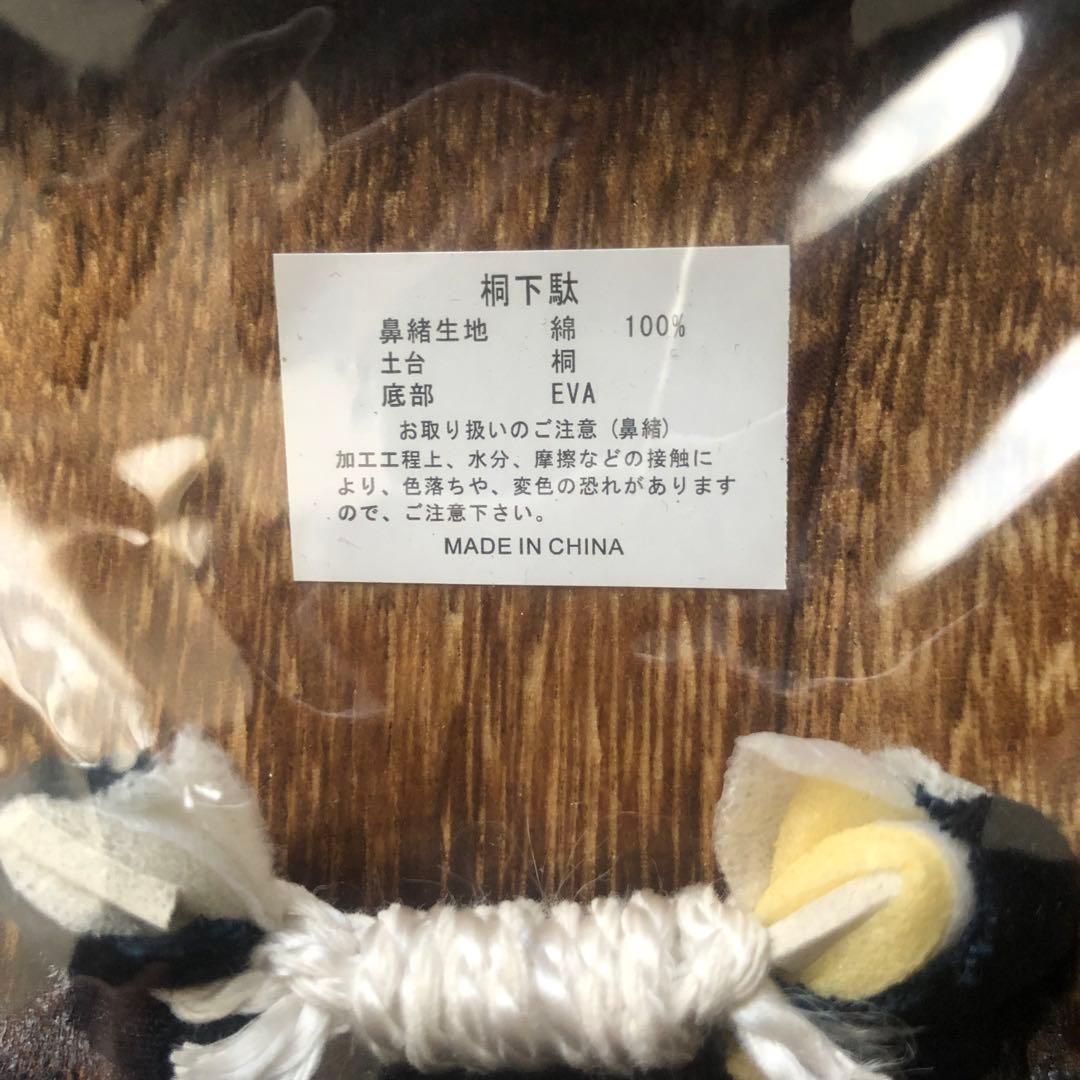 桐下駄
鼻緒生地 綿 100%
土台 桐
底部 EVA
お取り扱いのご注意(鼻緒)
加工工程上、水分、摩擦などの接触に
より、色落ちや、変色の恐れがあります
ので、ご注意下さい。
MADE IN CHINA